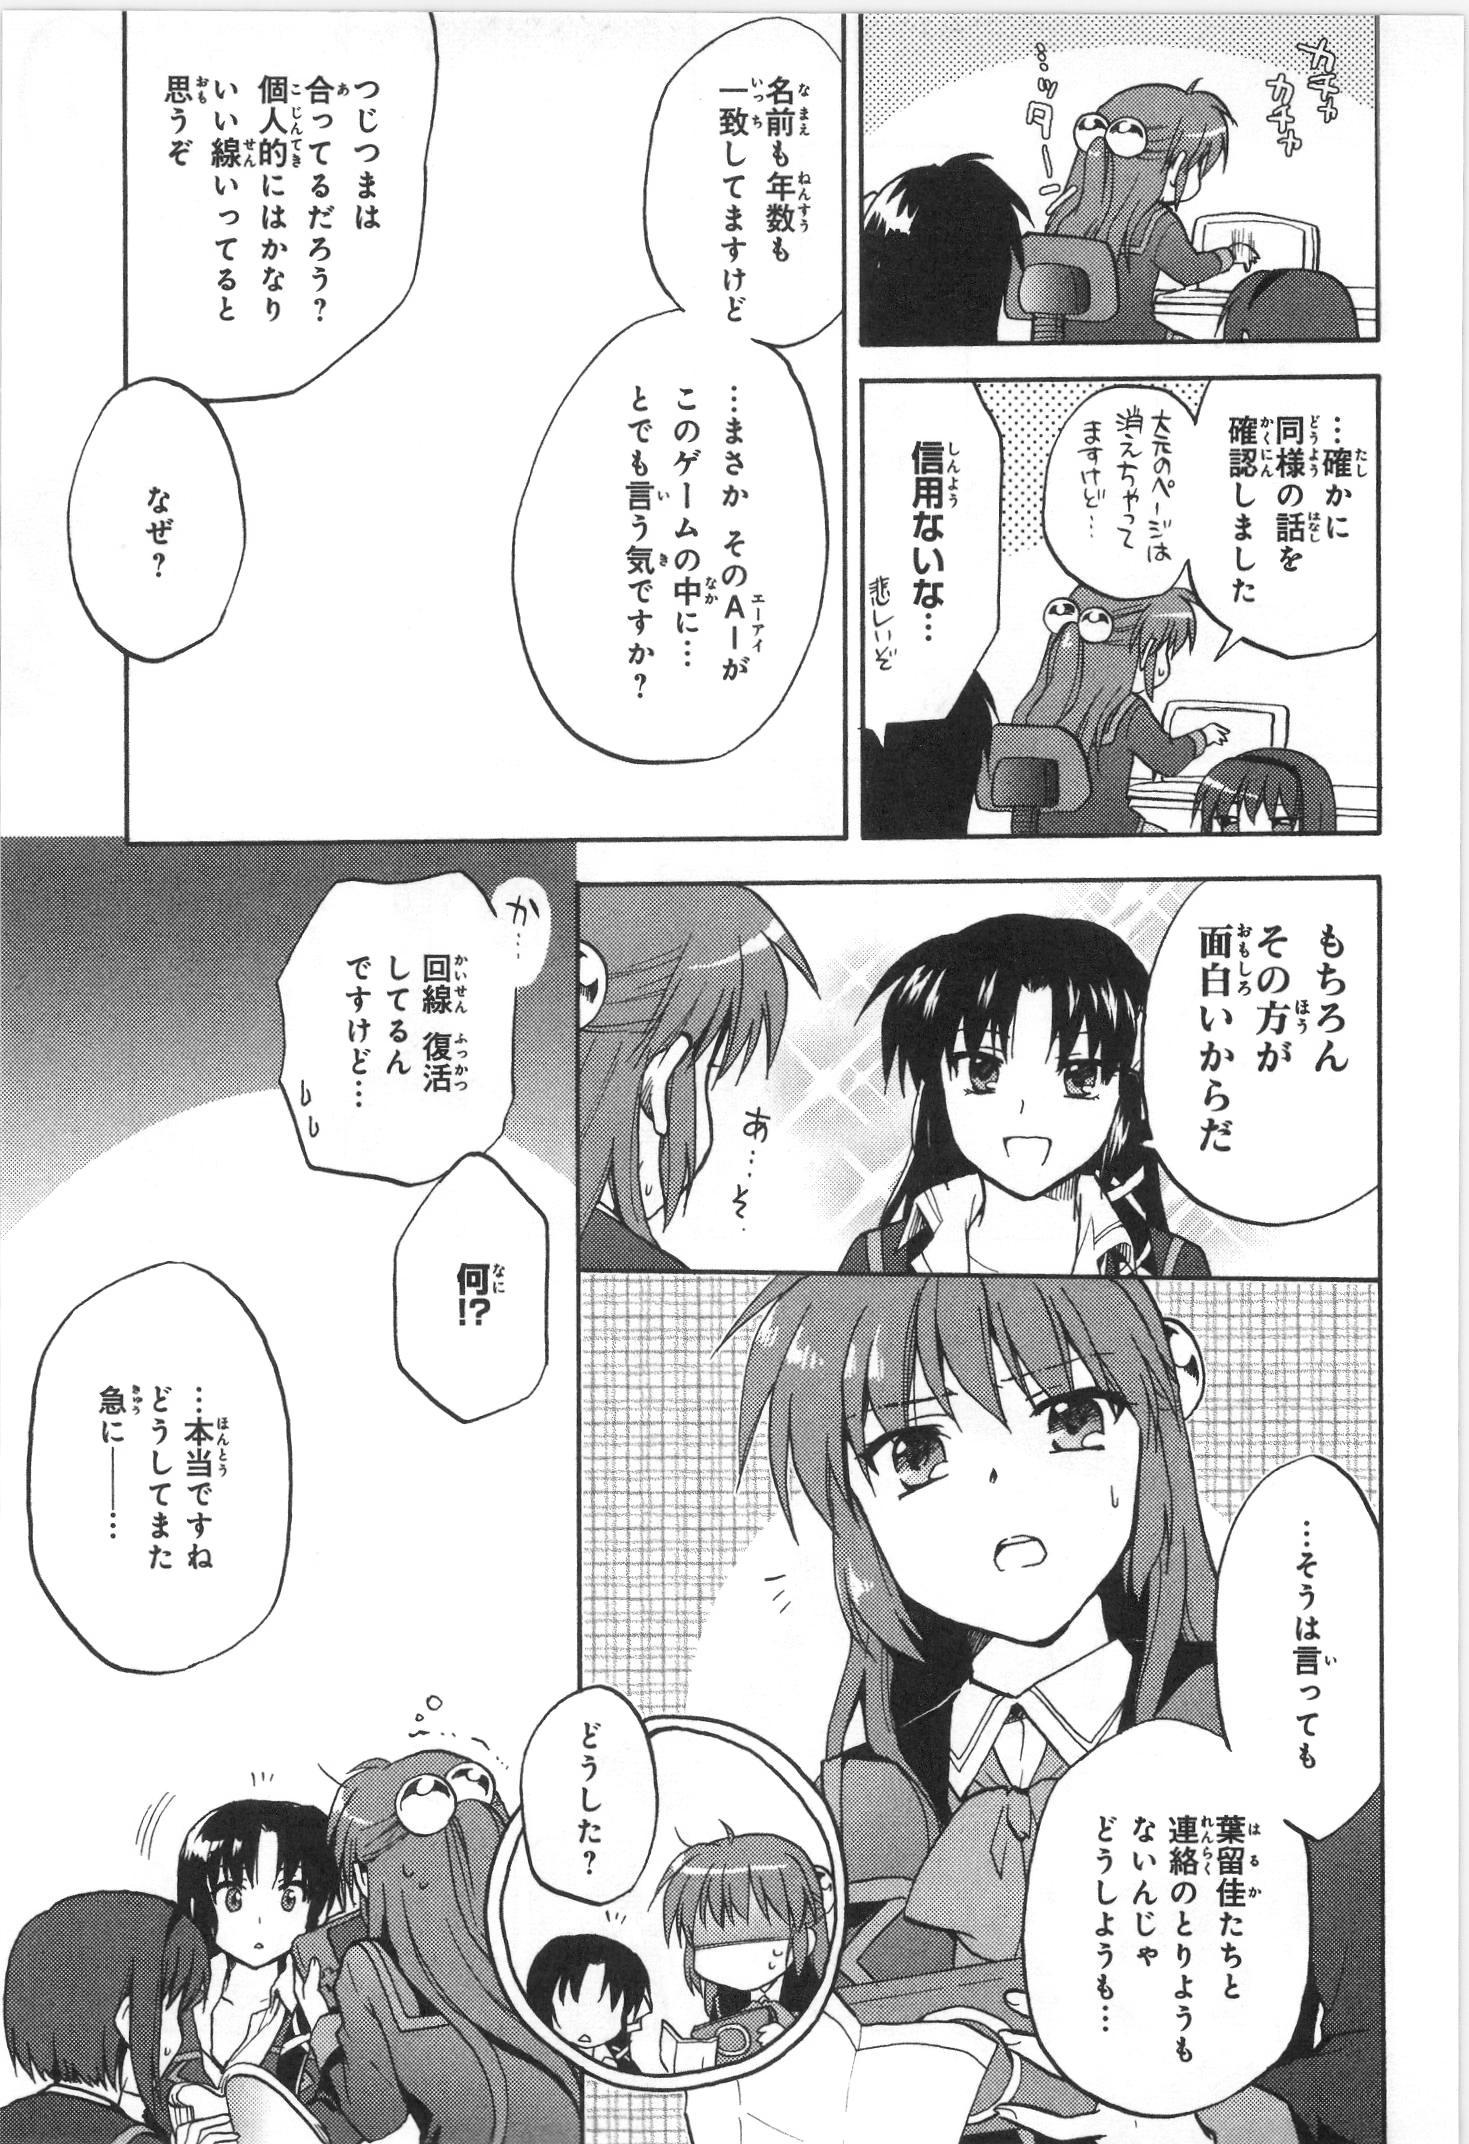 カチャ
カチャ
…ッターン
…確かに
同様の話を
確認しました
大元のページは
消えちゃって
ますけど…
信用ないな…
悲しいぞ
名前も年数も
一致してますけど
…まさか そのAIが
このゲームの中に…
とでも言う気ですか?
つじつまは
合ってるだろう?
個人的にはかなり
いい線いってると
思うぞ
なぜ?
もちろん
その方が
面白いからだ
あ…そ.
…そうは言っても
葉留佳たちと
連絡のとりようも
ないんじゃ
どうしようも…
どうした?
か…
回線 復活
してるん
ですけど…
何!?
…本当ですね
どうしてまた
急に――…